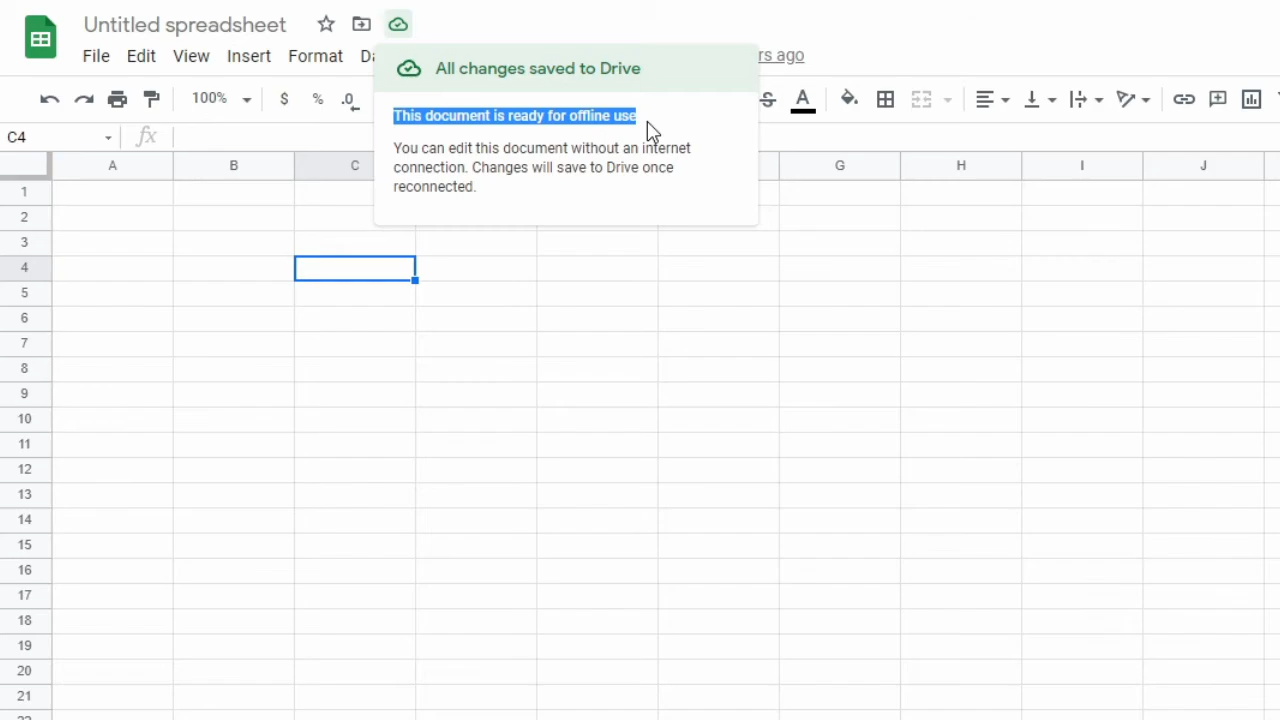 Untitled spreadsheet
File Edit View Insert Format
All changes saved to Drive
rs ago
100% $ % .0 A
This document is ready for offline use
C4 fx
You can edit this document without an internet
connection. Changes will save to Drive once
reconnected.
A B C G H I J
1
2
3
4
5
6
7
8
9
10
11
12
13
14
15
16
17
18
19
20
21